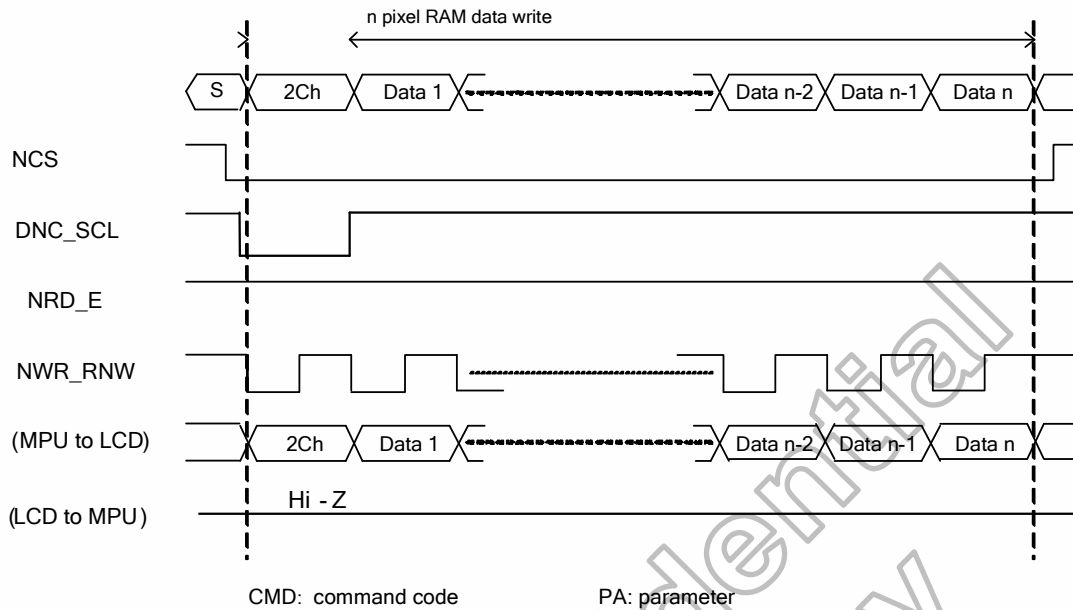 n pixel RAM data write
S 2Ch Data 1 Data n-2 Data n-1 Data n
NCS
DNC_SCL
NRD_E
NWR_RNW
(MPU to LCD) 2Ch Data 1 Data n-2 Data n-1 Data n
Hi - Z
(LCD to MPU)
CMD: command code PA: parameter